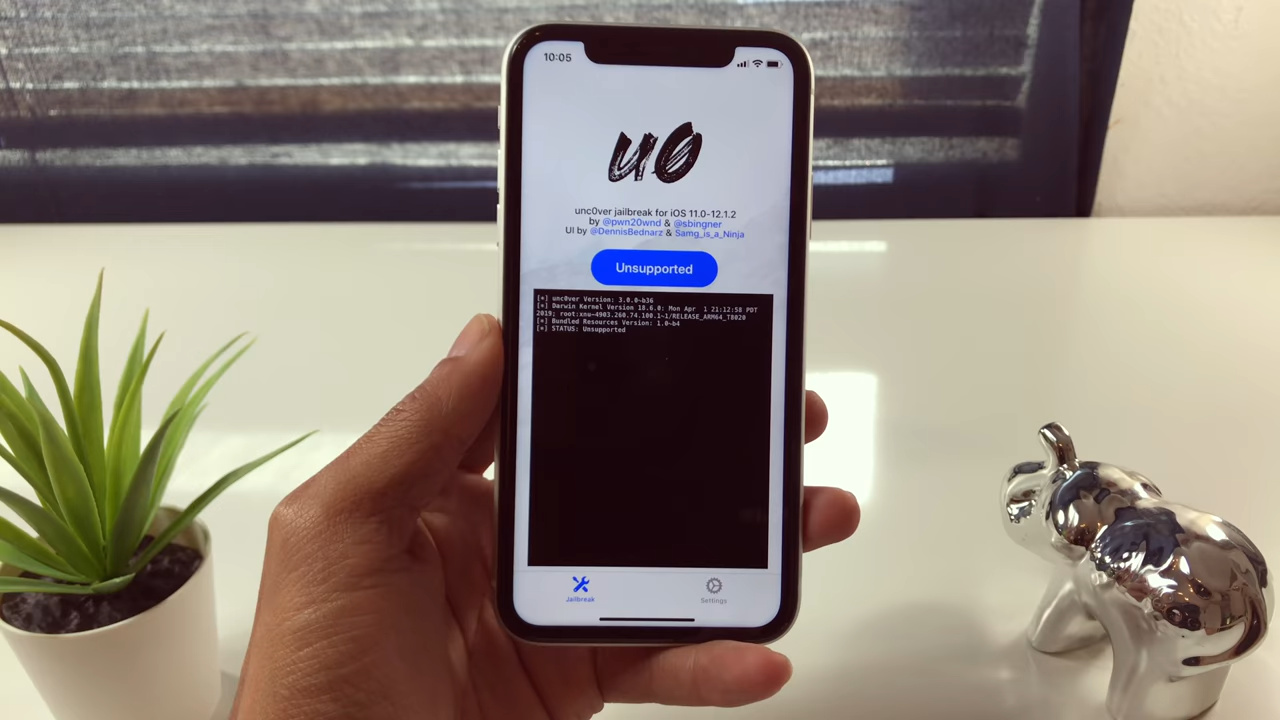 10:05
u0
unc0ver jailbreak for iOS 11.0-12.1.2
by @pwn20wnd & @sbingner
UI by @DennisBednarz & Samg_is_a_Ninja
Unsupported
[*] unc0ver Version: 3.0.0~b36
[*] Darwin Kernel Version 18.6.0: Mon Apr 1 21:12:58 PDT
2019; root:xnu-4903.260.74.100.1~1/RELEASE_ARM64_T8020
[*] Bundled Resources Version: 1.0~b4
[*] STATUS: Unsupported
Jailbreak
Settings